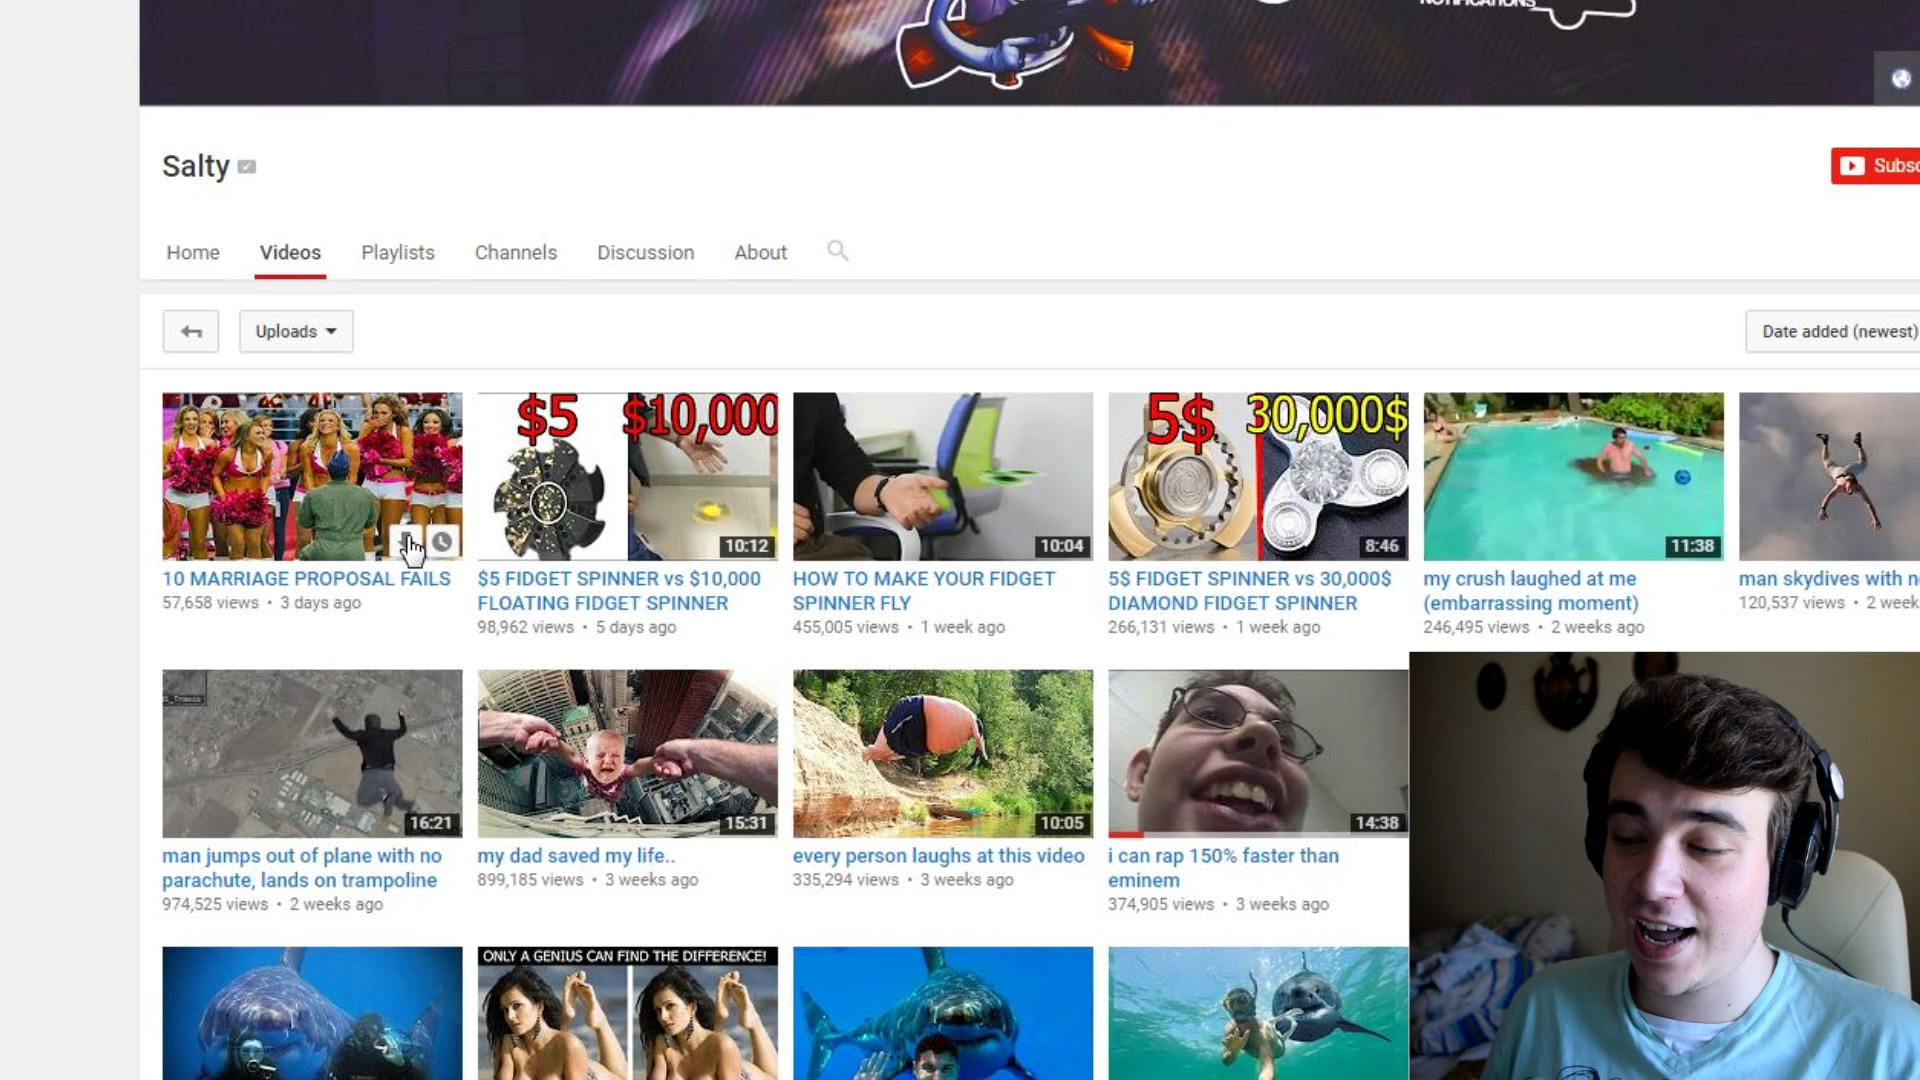 NOTIFICATIONS
Salty
Home Videos Playlists Channels Discussion About
Uploads
Date added (newest)
$5 $10,000
10:12
10:04
5$ 30,000$
8:46
11:38
10 MARRIAGE PROPOSAL FAILS
57,658 views • 3 days ago
$5 FIDGET SPINNER vs $10,000
FLOATING FIDGET SPINNER
98,962 views • 5 days ago
HOW TO MAKE YOUR FIDGET
SPINNER FLY
455,005 views • 1 week ago
5$ FIDGET SPINNER vs 30,000$
DIAMOND FIDGET SPINNER
266,131 views • 1 week ago
my crush laughed at me
(embarrassing moment)
246,495 views • 2 weeks ago
man skydives with
120,537 views • 2 week
16:21
15:31
10:05
14:38
man jumps out of plane with no
parachute, lands on trampoline
974,525 views • 2 weeks ago
my dad saved my life..
899,185 views • 3 weeks ago
every person laughs at this video
335,294 views • 3 weeks ago
i can rap 150% faster than
eminem
374,905 views • 3 weeks ago
ONLY A GENIUS CAN FIND THE DIFFERENCE!